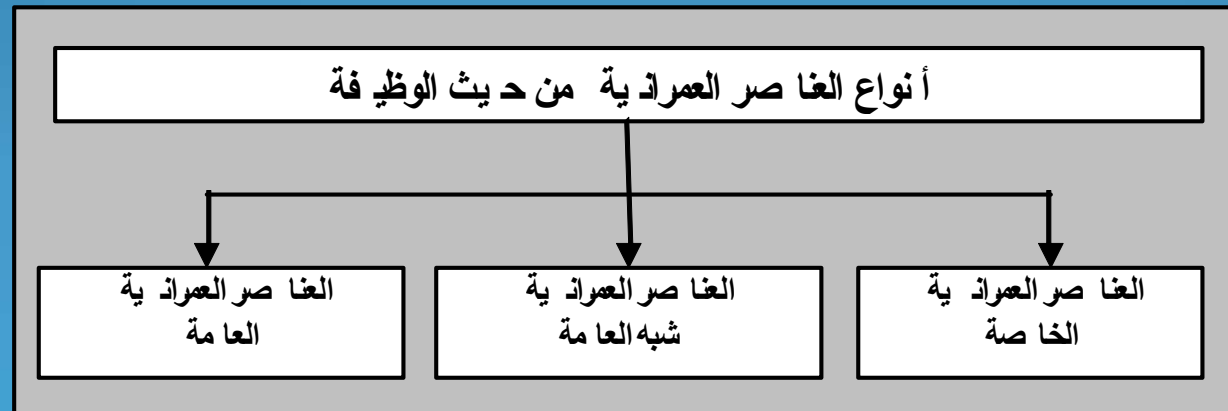 أنواع العناصر العمرانية من حيث الوظيفة
العناصر العمرانية
الخاصة
العناصر العمرانية
شبه العامة
العناصر العمرانية
العامة